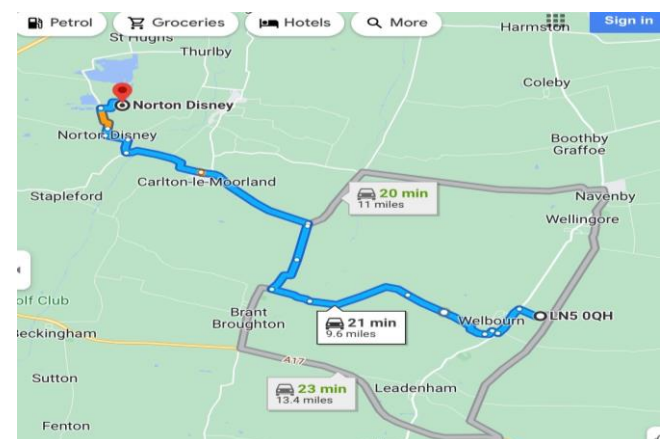 Petrol
Groceries
Hotels
More
Harmston
Sign in
St Hughs
Thurlby
Coleby
Norton Disney
Norton Disney
Boothby
Graffoe
Carlton-le-Moorland
Stapleford
20 min
11 miles
Navenby
Wellingore
olf Club
Brant
Broughton
21 min
9.6 miles
Welbourn
LN5 0QH
Beckingham
A17
Sutton
23 min
13.4 miles
Leadenham
Fenton